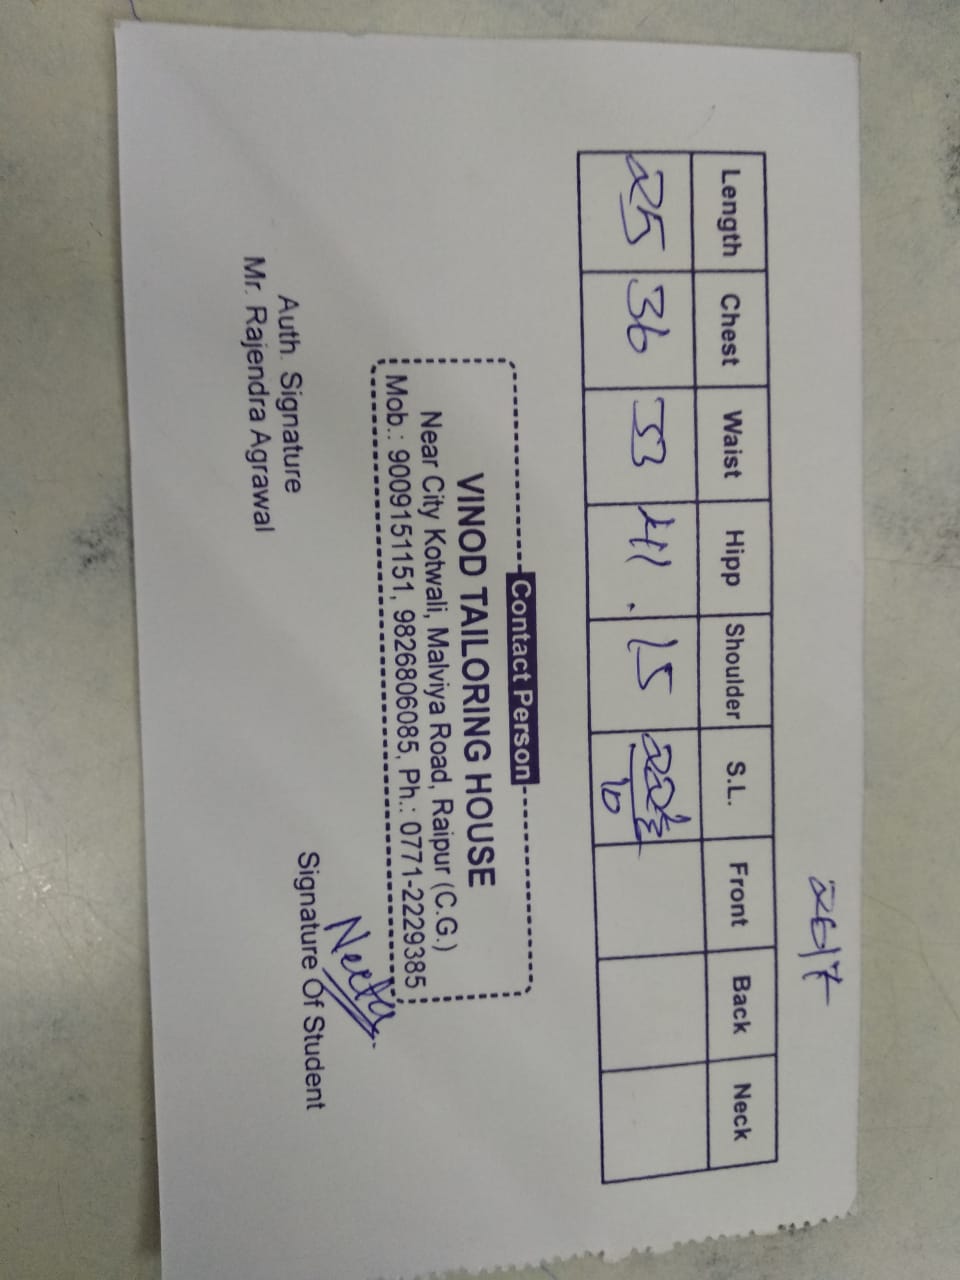 2617
Length Chest Waist Hipp Shoulder S.L. Front Back Neck
25 36 33 41. 15
10
Contact Person
VINOD TAILORING HOUSE
Near City Kotwali, Malviya Road, Raipur (C.G.)
Mob.: 9009151151, 9826806085, Ph.: 0771-2229385
Neeta
Auth. Signature
Mr. Rajendra Agrawal
Signature Of Student